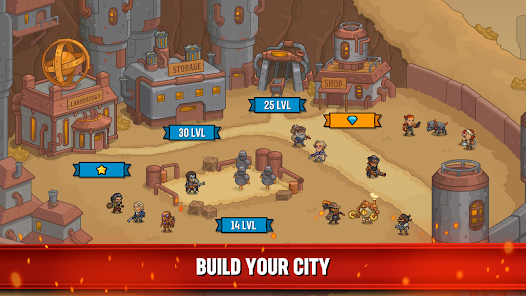 STORAGE
25 LVL
SHOP
LABORATORY
30 LVL
14 LVL
BUILD YOUR CITY